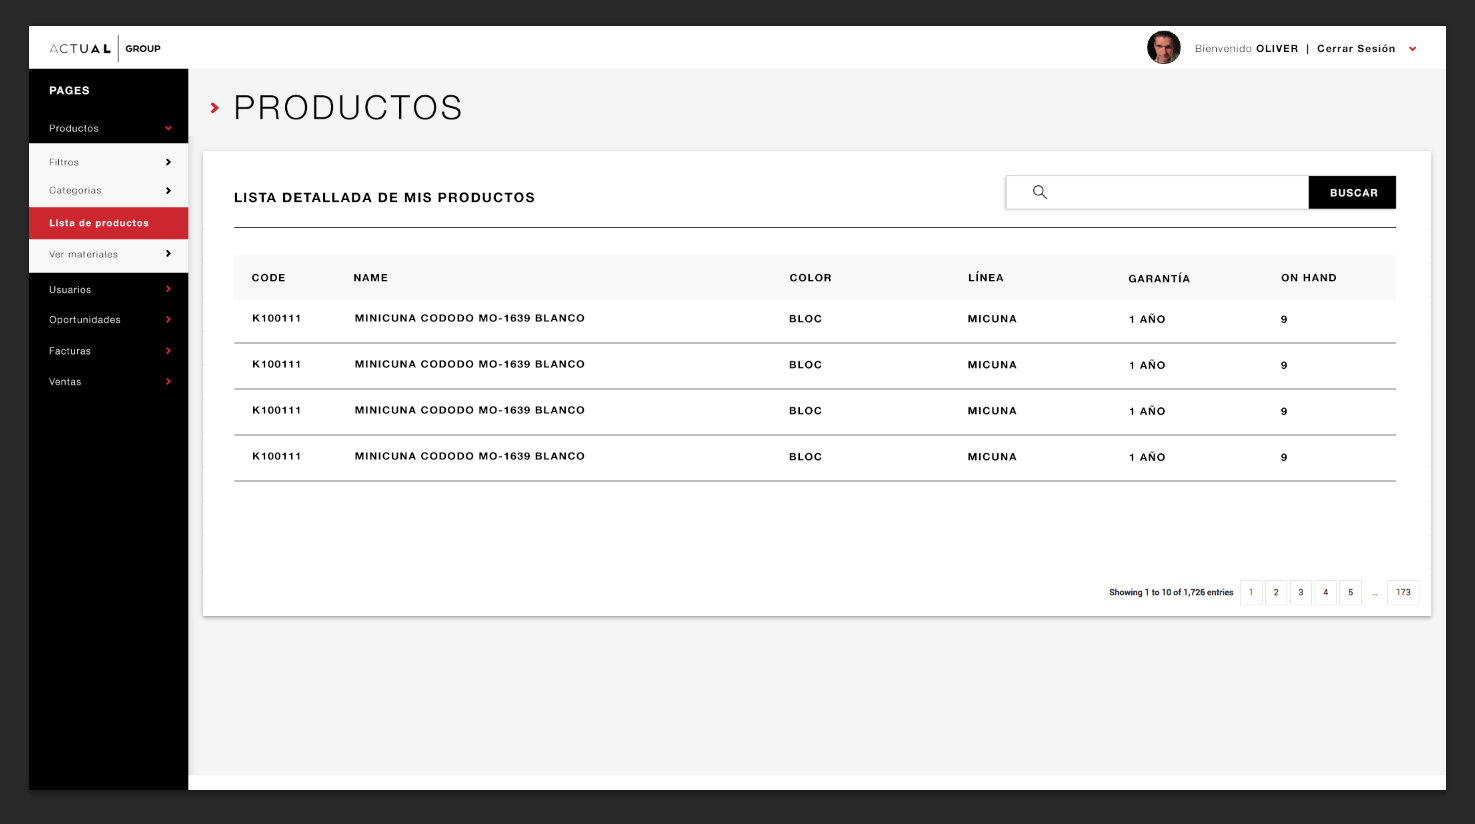 ACTUAL GROUP
Bienvenido OLIVER | Cerrar Sesión
PAGES
Productos
Filtros
Categorias
Lista de productos
Ver materiales
Usuarios
Oportunidades
Facturas
Ventas
PRODUCTOS
LISTA DETALLADA DE MIS PRODUCTOS
BUSCAR
CODE NAME COLOR LÍNEA GARANTÍA ON HAND
K100111 MINICUNA CODODO MO-1639 BLANCO BLOC MICUNA 1 AÑO 9
K100111 MINICUNA CODODO MO-1639 BLANCO BLOC MICUNA 1 AÑO 9
K100111 MINICUNA CODODO MO-1639 BLANCO BLOC MICUNA 1 AÑO 9
K100111 MINICUNA CODODO MO-1639 BLANCO BLOC MICUNA 1 AÑO 9
Showing 1 to 10 of 1,726 entries 1 2 3 4 5 ... 173